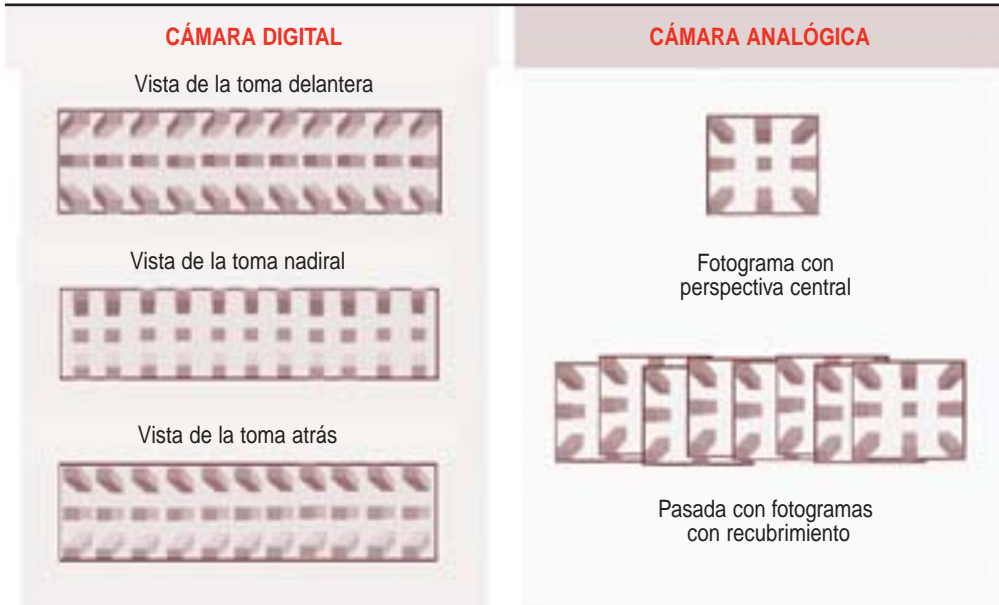 CÁMARA DIGITAL
Vista de la toma delantera
Vista de la toma nadiral
Vista de la toma atrás
CÁMARA ANALÓGICA
Fotograma con
perspectiva central
Pasada con fotogramas
con recubrimiento